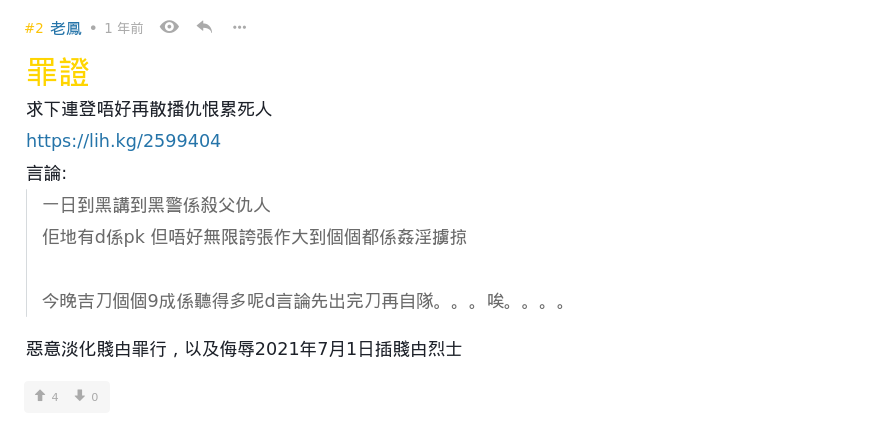 #2 老鳳 • 1 年前
罪證
求下連登唔好再散播仇恨累死人
https://lih.kg/2599404
言論:
一日到黑講到黑警係殺父仇人
佢地有d係pk 但唔好無限誇張作大到個個都係姦淫擄掠
今晚吉刀個個9成係聽得多呢d言論先出完刀再自隊。。。唉。。。。
惡意淡化賤甴罪行，以及侮辱2021年7月1日插賤甴烈士
4 0